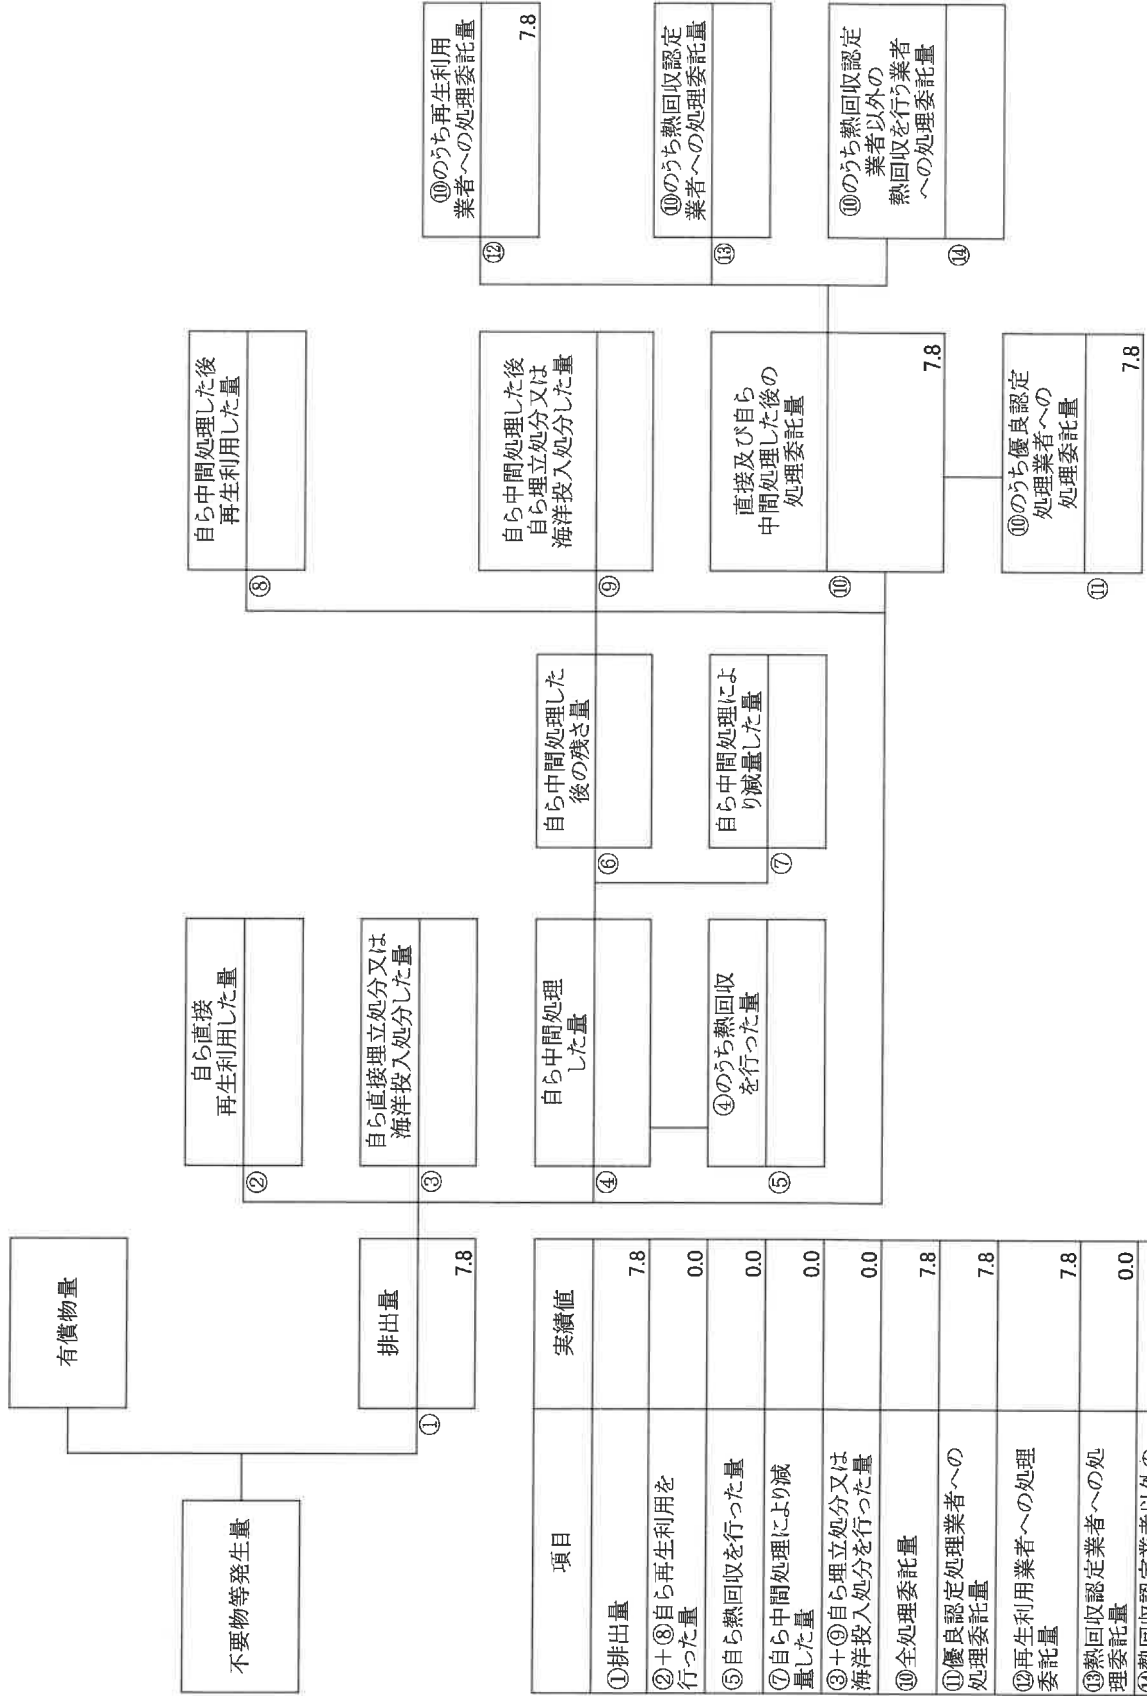 不要物等発生量
有償物量
①
排出量
7.8
②
自ら直接
再生利用した量
③
自ら直接埋立処分又は
海洋投入処分した量
④
自ら中間処理
した量
⑤
④のうち熱回収
を行った量
⑥
自ら中間処理した
後の残さ量
⑦
自ら中間処理によ
り減量した量
⑧
自ら中間処理した後
再生利用した量
⑨
自ら中間処理した後
自ら埋立処分又は
海洋投入処分した量
⑩
直接及び自ら
中間処理した後の
処理委託量
7.8
⑪
⑩のうち優良認定
処理業者への
処理委託量
7.8
⑫
⑩のうち再生利用
業者への処理委託量
7.8
⑬
⑩のうち熱回収認定
業者への処理委託量
⑭
⑩のうち熱回収認定
業者以外の
熱回収を行う業者
への処理委託量
項目
実績値
①排出量
7.8
②+⑧自ら再生利用を
行った量
0.0
⑤自ら熱回収を行った量
0.0
⑦自ら中間処理により減
量した量
0.0
③+⑨自ら埋立処分又は
海洋投入処分を行った量
0.0
⑩全処理委託量
7.8
⑪優良認定処理業者への
処理委託量
7.8
⑫再生利用業者への処理
委託量
7.8
⑬熱回収認定業者への処
理委託量
0.0
⑭熱回収認定業者以外の